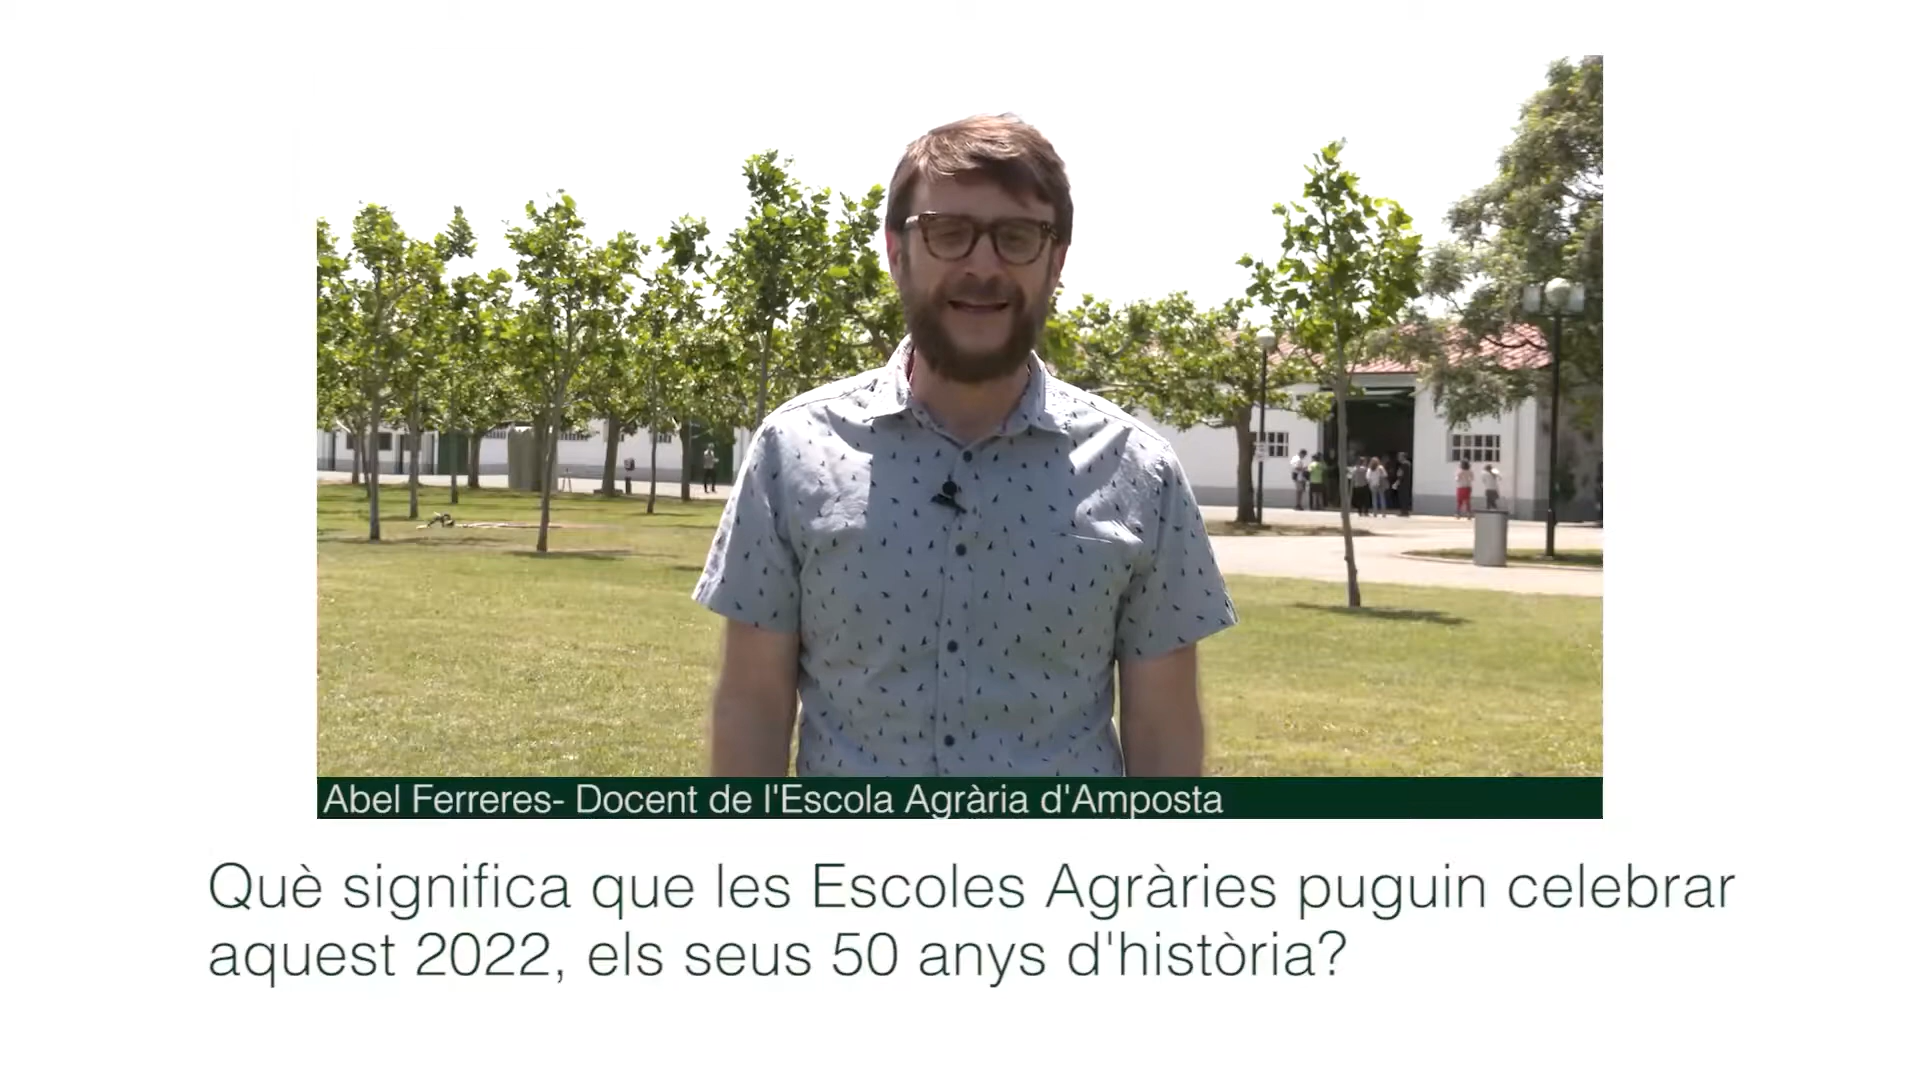 Abel Ferreres- Docent de l'Escola Agrària d'Amposta
Què significa que les Escoles Agràries puguin celebrar
aquest 2022, els seus 50 anys d'història?